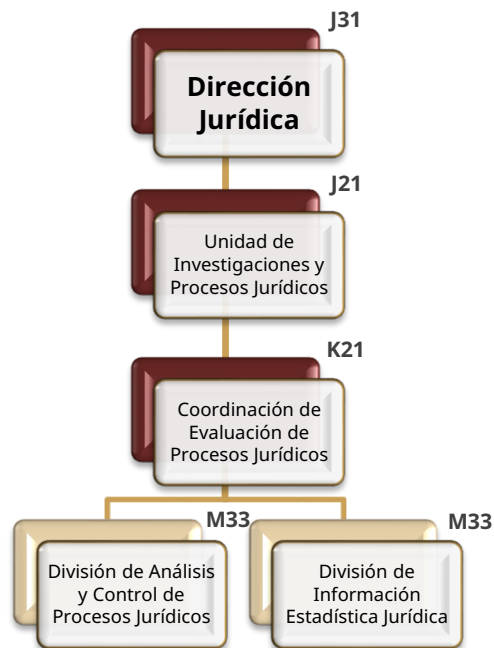 J31
Dirección
Jurídica
J21
Unidad de
Investigaciones y
Procesos Jurídicos
K21
Coordinación de
Evaluación de
Procesos Jurídicos
M33
División de Análisis
y Control de
Procesos Jurídicos
M33
División de
Información
Estadística Jurídica